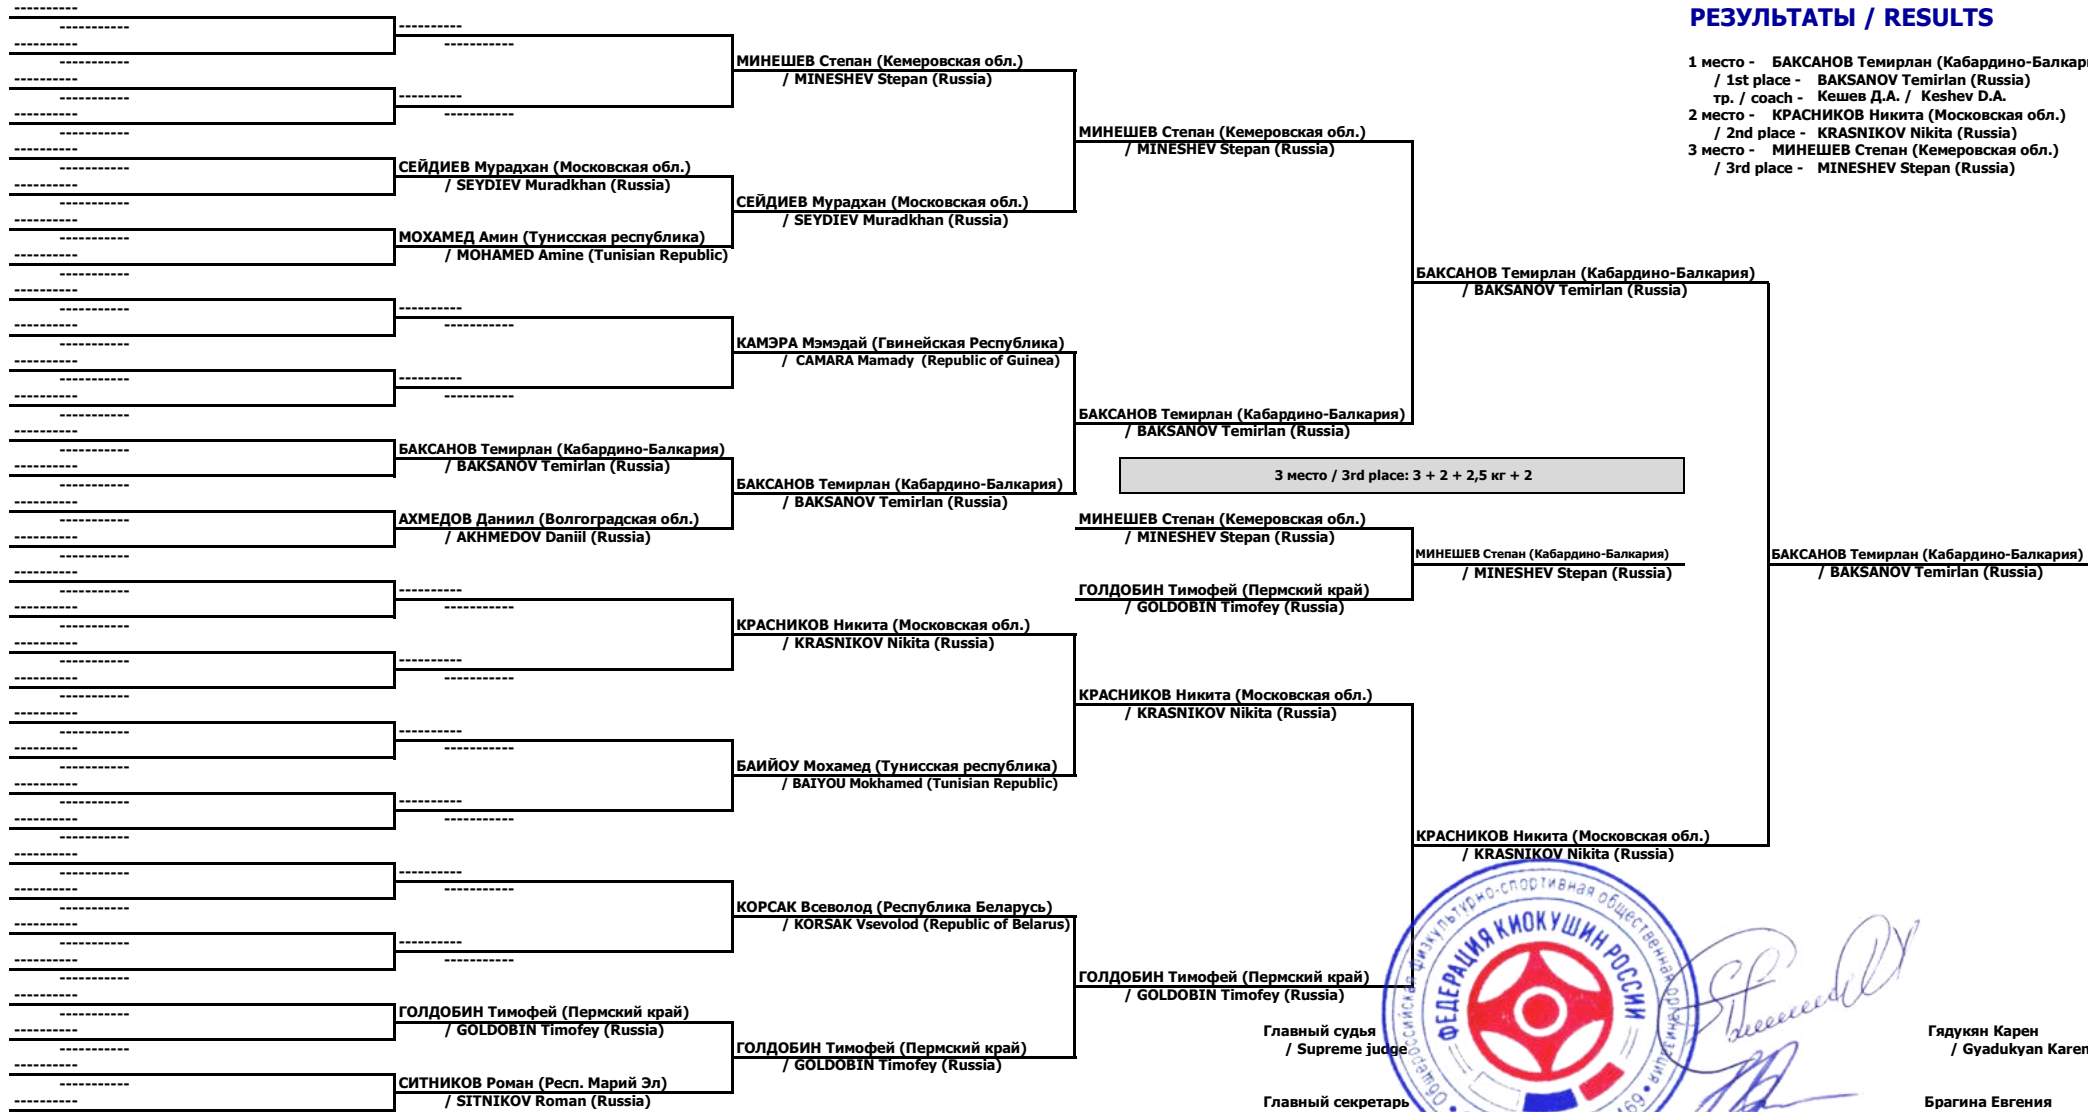 РЕЗУЛЬТАТЫ / RESULTS
1 место - БАКСАНОВ Темирлан (Кабардино-Балкари
/ 1st place - BAKSANOV Temirlan (Russia)
тр. / coach - Кешев Д.А. / Keshev D.A.
2 место - КРАСНИКОВ Никита (Московская обл.)
/ 2nd place - KRASNIKOV Nikita (Russia)
3 место - МИНЕШЕВ Степан (Кемеровская обл.)
/ 3rd place - MINESHEV Stepan (Russia)
СЕЙДИЕВ Мурадхан (Московская обл.)
/ SEYDIEV Muradkhan (Russia)
МОХАМЕД Амин (Тунисская республика)
/ MOHAMED Amine (Tunisian Republic)
БАКСАНОВ Темирлан (Кабардино-Балкария)
/ BAKSANOV Temirlan (Russia)
АХМЕДОВ Даниил (Волгоградская обл.)
/ AKHMEDOV Daniil (Russia)
ГОЛДОБИН Тимофей (Пермский край)
/ GOLDOBIN Timofey (Russia)
СИТНИКОВ Роман (Респ. Марий Эл)
/ SITNIKOV Roman (Russia)
МИНЕШЕВ Степан (Кемеровская обл.)
/ MINESHEV Stepan (Russia)
СЕЙДИЕВ Мурадхан (Московская обл.)
/ SEYDIEV Muradkhan (Russia)
КАМЭРА Мэмэдай (Гвинейская Республика)
/ CAMARA Mamady (Republic of Guinea)
БАКСАНОВ Темирлан (Кабардино-Балкария)
/ BAKSANOV Temirlan (Russia)
КРАСНИКОВ Никита (Московская обл.)
/ KRASNIKOV Nikita (Russia)
БАИЙОУ Мохамед (Тунисская республика)
/ BAIYOU Mokhamed (Tunisian Republic)
КОРСАК Всеволод (Республика Беларусь)
/ KORSAK Vsevolod (Republic of Belarus)
ГОЛДОБИН Тимофей (Пермский край)
/ GOLDOBIN Timofey (Russia)
МИНЕШЕВ Степан (Кемеровская обл.)
/ MINESHEV Stepan (Russia)
БАКСАНОВ Темирлан (Кабардино-Балкария)
/ BAKSANOV Temirlan (Russia)
3 место / 3rd place: 3 + 2 + 2,5 кг + 2
МИНЕШЕВ Степан (Кемеровская обл.)
/ MINESHEV Stepan (Russia)
ГОЛДОБИН Тимофей (Пермский край)
/ GOLDOBIN Timofey (Russia)
МИНЕШЕВ Степан (Кабардино-Балкария)
/ MINESHEV Stepan (Russia)
КРАСНИКОВ Никита (Московская обл.)
/ KRASNIKOV Nikita (Russia)
ГОЛДОБИН Тимофей (Пермский край)
/ GOLDOBIN Timofey (Russia)
БАКСАНОВ Темирлан (Кабардино-Балкария)
/ BAKSANOV Temirlan (Russia)
КРАСНИКОВ Никита (Московская обл.)
/ KRASNIKOV Nikita (Russia)
БАКСАНОВ Темирлан (Кабардино-Балкария)
/ BAKSANOV Temirlan (Russia)
Общероссийская физкультурно-спортивная общественная организация
ФЕДЕРАЦИЯ КИОКУШИН РОССИИ
Главный судья
/ Supreme judge
Гядукян Карен
/ Gyadukyan Karen
Главный секретарь
Брагина Евгения